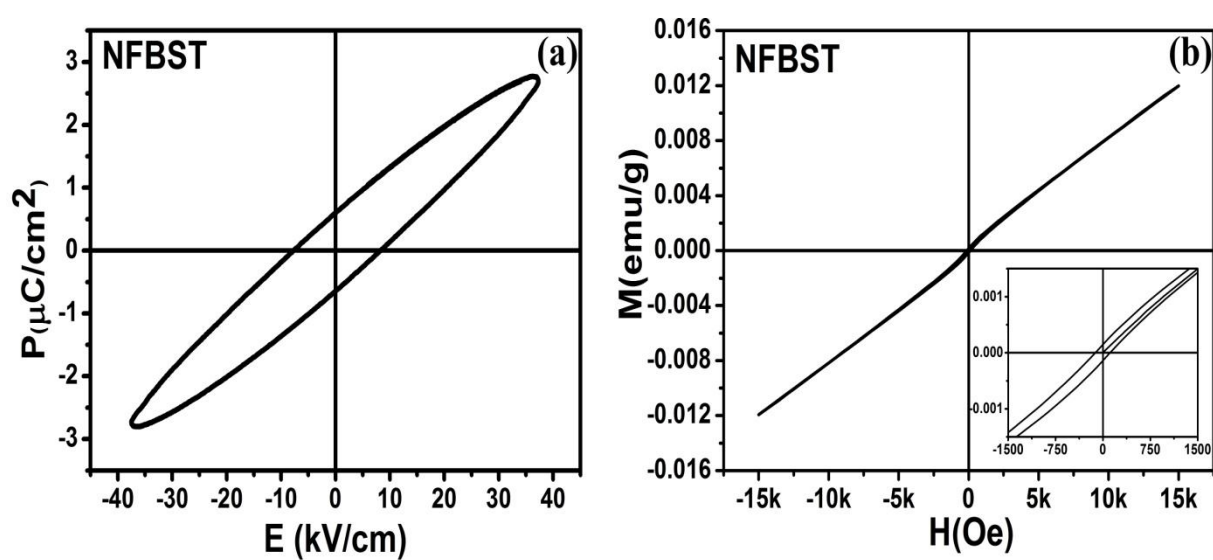 NFBST
(a)
3
2
1
0
-1
-2
-3
P(μC/cm²)
-40 -30 -20 -10 0 10 20 30 40
E (kV/cm)
NFBST
(b)
0.016
0.012
0.008
0.004
0.000
-0.004
-0.008
-0.012
-0.016
M(emu/g)
0.001
0.000
-0.001
-1500 -750 0 750 1500
-15k -10k -5k 0 5k 10k 15k
H(Oe)